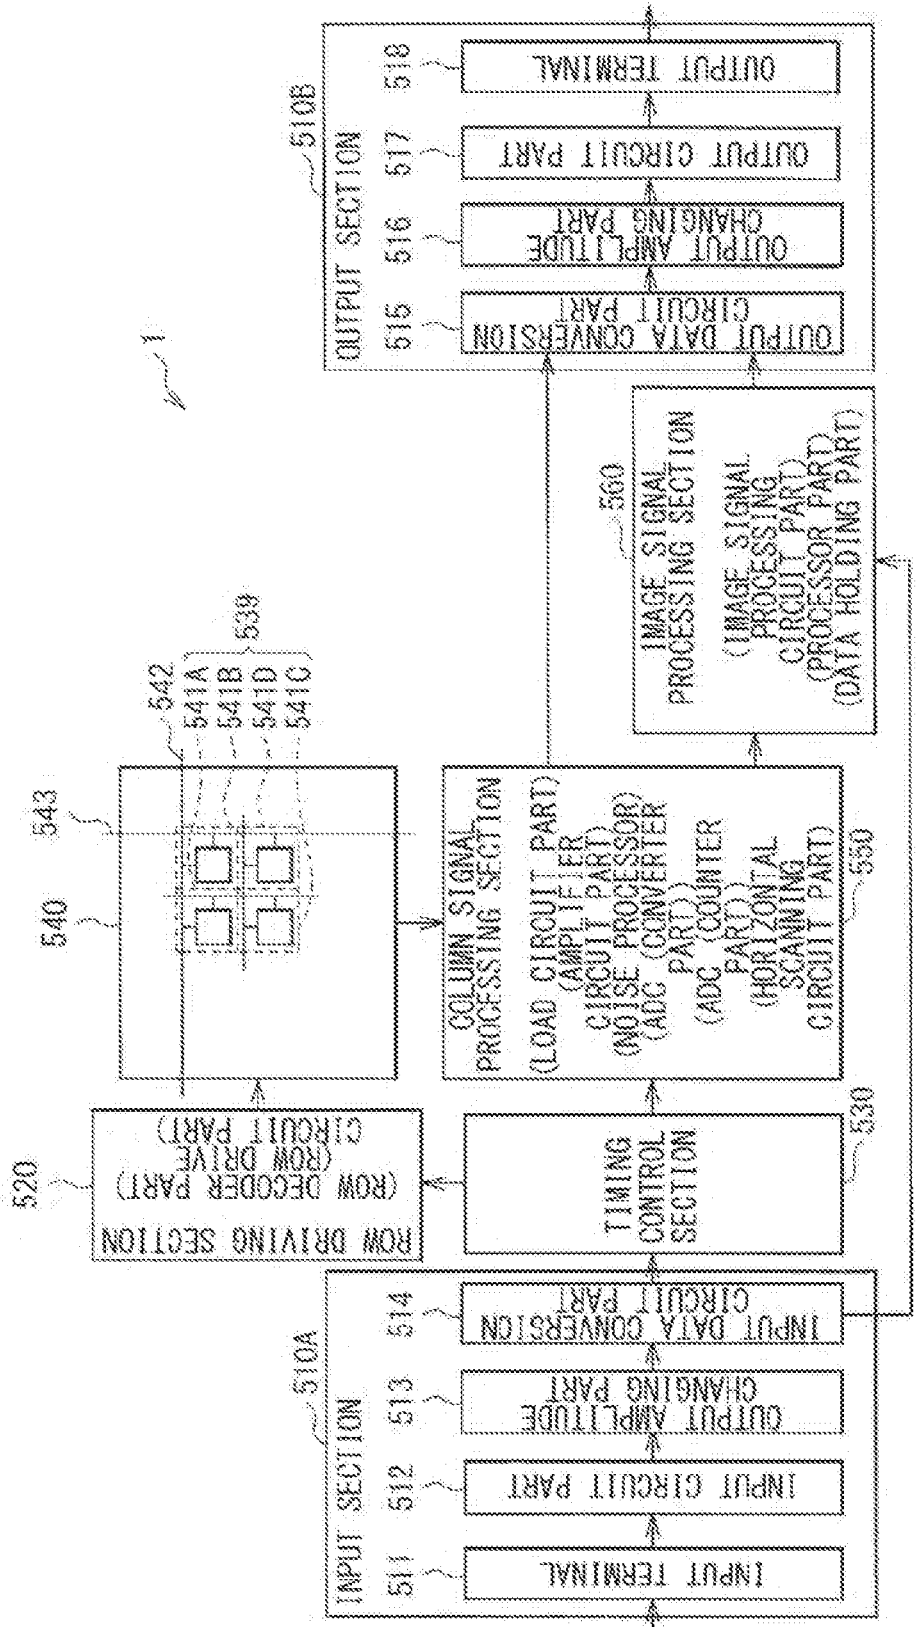 1
510A
INPUT SECTION
511
INPUT TERMINAL
512
INPUT CIRCUIT PART
513
OUTPUT AMPLITUDE
CHANGING PART
514
INPUT DATA CONVERSION
CIRCUIT PART
520
ROW DRIVING SECTION
(ROW DECODER PART)
(ROW DRIVE
CIRCUIT PART)
TIMING
CONTROL
SECTION
530
540
543
542
541A
541B
541D
541C
539
COLUMN SIGNAL
PROCESSING SECTION
(LOAD CIRCUIT PART)
(AMPLIFIER
CIRCUIT PART)
(NOISE PROCESSOR)
(ADC (CONVERTER
PART))
(ADC (COUNTER
PART))
(HORIZONTAL
SCANNING
CIRCUIT PART)
550
560
IMAGE SIGNAL
PROCESSING SECTION
(IMAGE SIGNAL
PROCESSING
CIRCUIT PART)
(PROCESSOR PART)
(DATA HOLDING PART)
510B
OUTPUT SECTION
515
OUTPUT DATA CONVERSION
CIRCUIT PART
516
OUTPUT AMPLITUDE
CHANGING PART
517
OUTPUT CIRCUIT PART
518
OUTPUT TERMINAL